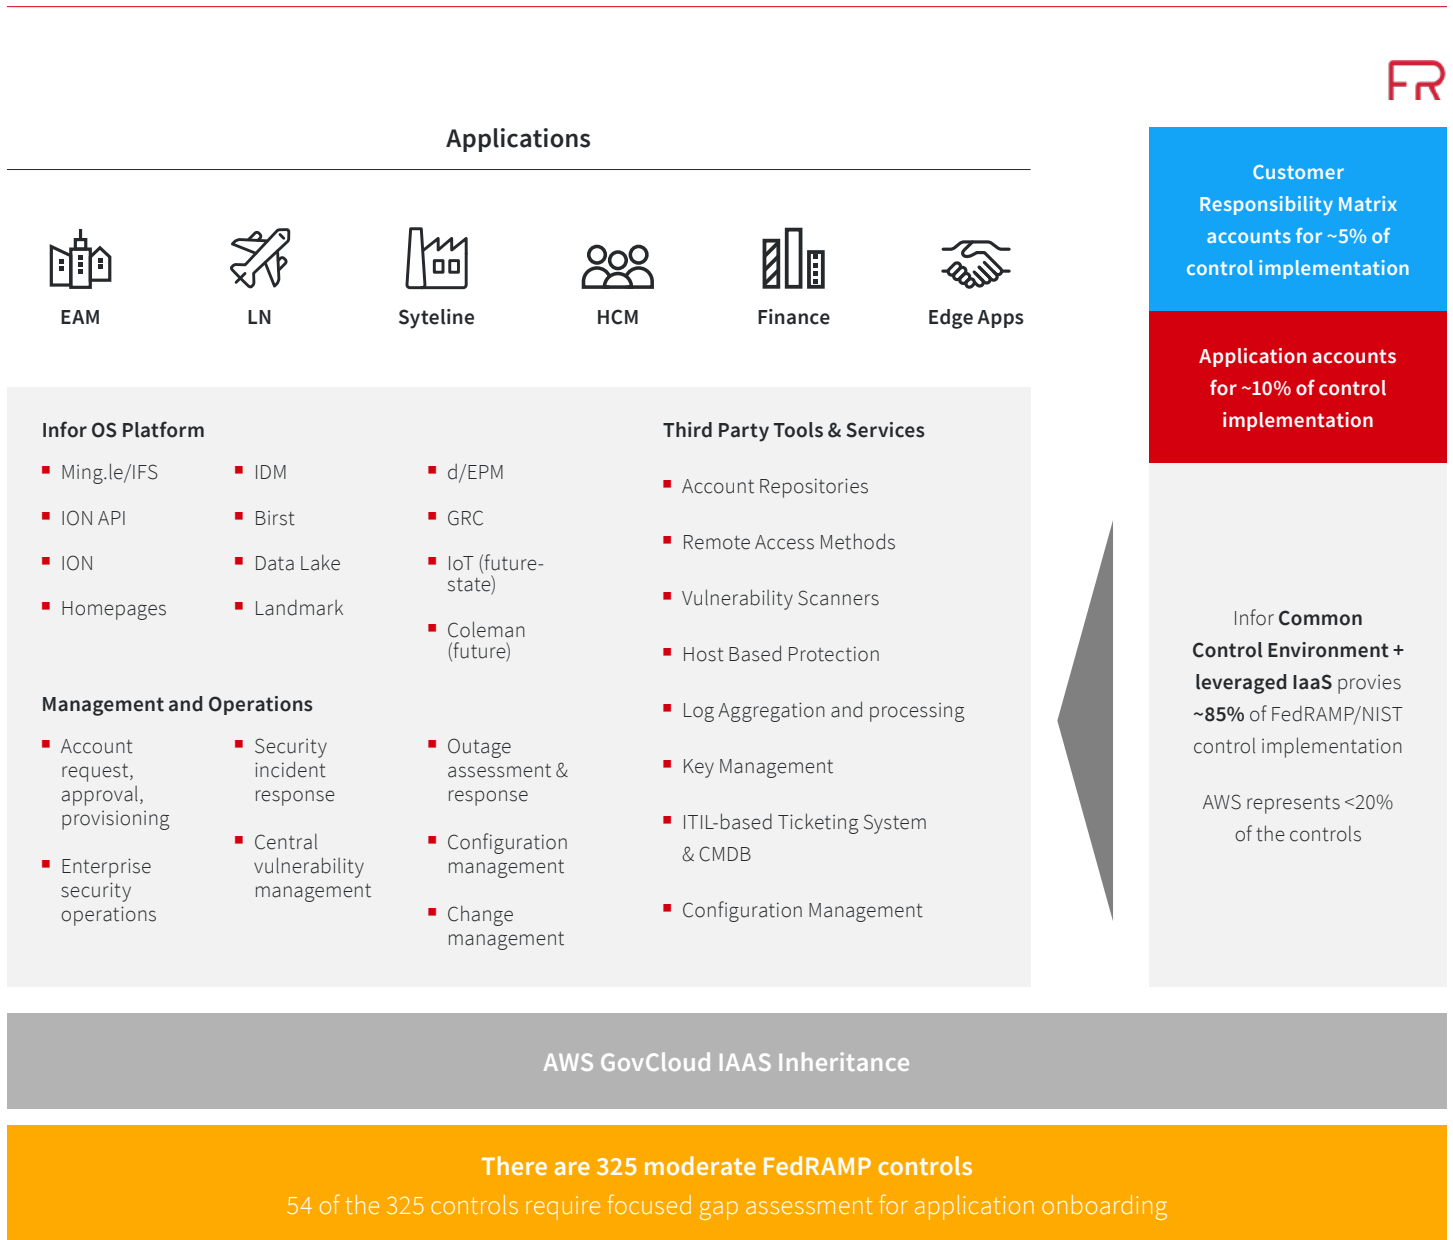 FR
Applications
EAM
LN
Syteline
HCM
Finance
Edge Apps
Infor OS Platform
Ming.le/IFS
ION API
ION
Homepages
IDM
Birst
Data Lake
Landmark
d/EPM
GRC
IoT (future-
state)
Coleman
(future)
Management and Operations
Account
request,
approval,
provisioning
Enterprise
security
operations
Security
incident
response
Central
vulnerability
management
Outage
assessment &
response
Configuration
management
Change
management
Third Party Tools & Services
Account Repositories
Remote Access Methods
Vulnerability Scanners
Host Based Protection
Log Aggregation and processing
Key Management
ITIL-based Ticketing System
& CMDB
Configuration Management
Customer
Responsibility Matrix
accounts for ~5% of
control implementation
Application accounts
for ~10% of control
implementation
Infor Common
Control Environment +
leveraged IaaS provies
~85% of FedRAMP/NIST
control implementation
AWS represents <20%
of the controls
AWS GovCloud IAAS Inheritance
There are 325 moderate FedRAMP controls
54 of the 325 controls require focused gap assessment for application onboarding